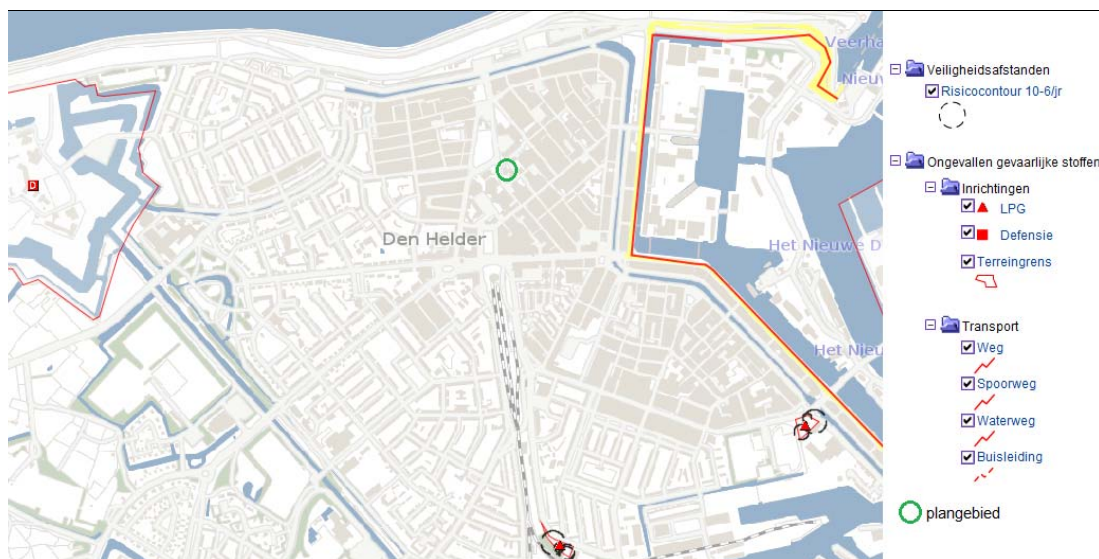 Veerha
Nieuw
Den Helder
Het Nieuwe D
Het Nieu
D
Veiligheidsafstanden
Risicocontour 10-6/jr
Ongevallen gevaarlijke stoffen
Inrichtingen
LPG
Defensie
Terreingrens
Transport
Weg
Spoorweg
Waterweg
Buisleiding
plangebied